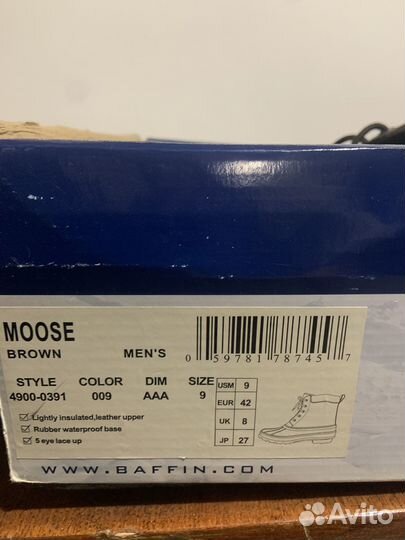 MOOSE
BROWN MEN'S
0 59781 78745 7
STYLE COLOR DIM SIZE
4900-0391 009 AAA 9
USM 9
EUR 42
UK 8
JP 27
Lightly insulated,leather upper
Rubber waterproof base
5 eye lace up
WWW.BAFFIN.COM
Avito